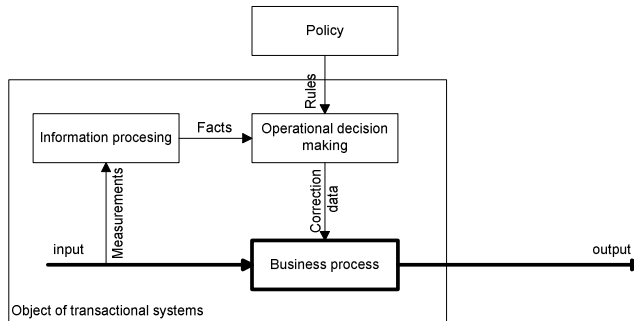 Policy
Rules
Information procesing
Facts
Operational decision
making
Measurements
Correction
data
input
Business process
output
Object of transactional systems